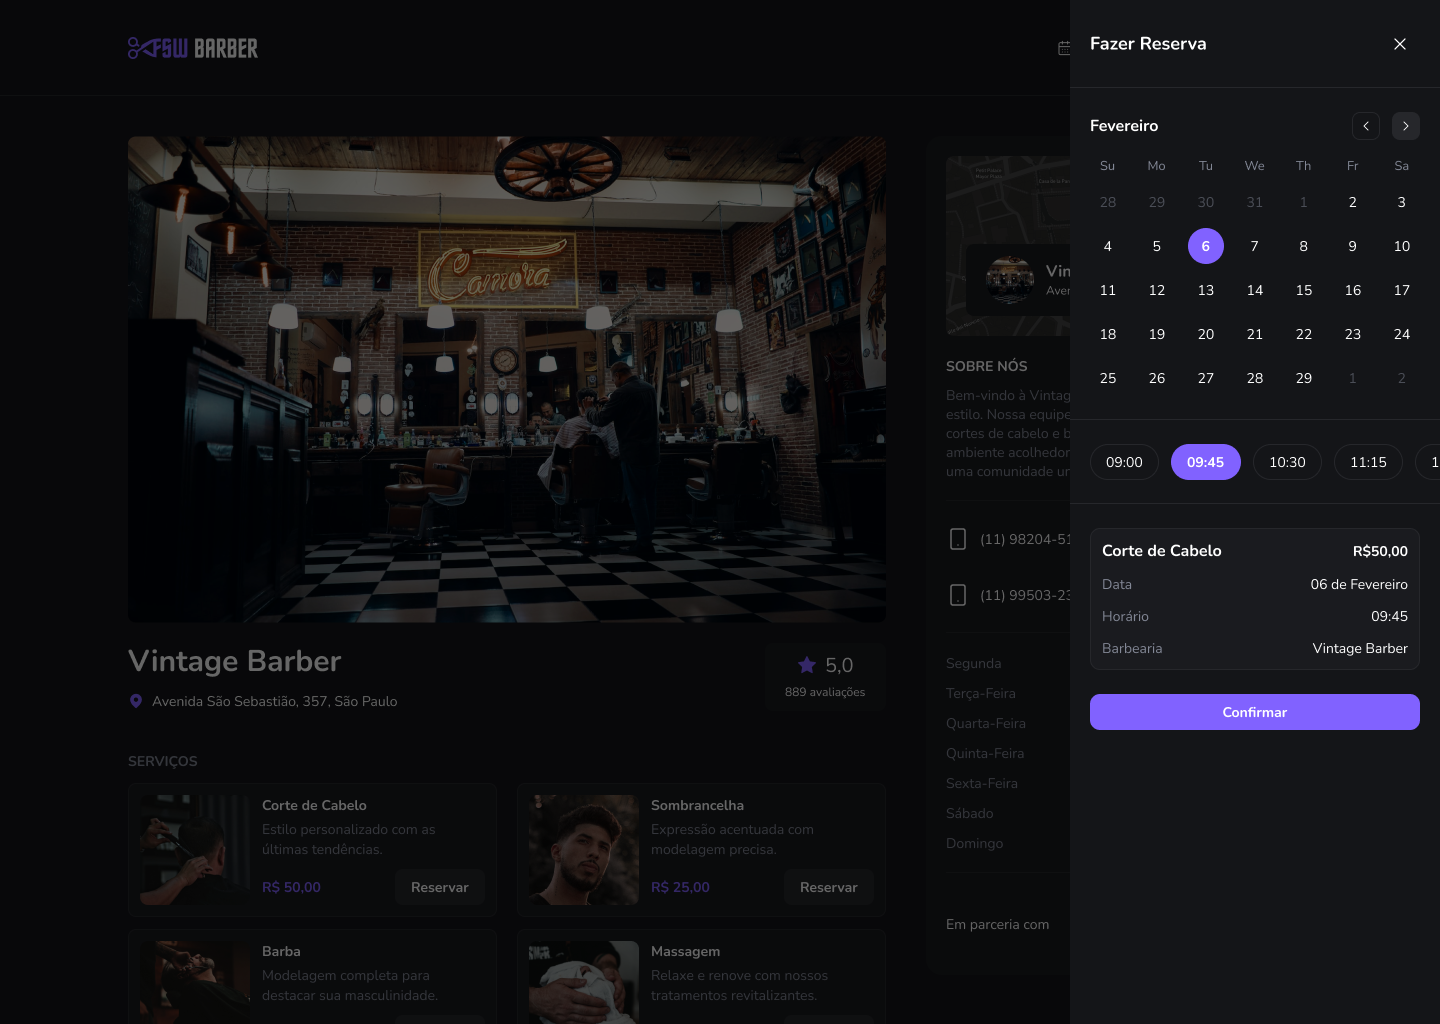 FSW BARBER
Camorra
Vintage Barber
Avenida São Sebastião, 357, São Paulo
5,0
889 avaliações
SERVIÇOS
Corte de Cabelo
Estilo personalizado com as
últimas tendências.
R$ 50,00
Reservar
Sombrancelha
Expressão acentuada com
modelagem precisa.
R$ 25,00
Reservar
Barba
Modelagem completa para
destacar sua masculinidade.
Massagem
Relaxe e renove com nossos
tratamentos revitalizantes.
SOBRE NÓS
Bem-vindo à Vintag
estilo. Nossa equipe
cortes de cabelo e b
ambiente acolhedor
uma comunidade
(11) 98204-51
(11) 99503-23
Segunda
Terça-Feira
Quarta-Feira
Quinta-Feira
Sexta-Feira
Sábado
Domingo
Em parceria com
Fazer Reserva
Fevereiro
Su Mo Tu We Th Fr Sa
28 29 30 31 1 2 3
4 5 6 7 8 9 10
11 12 13 14 15 16 17
18 19 20 21 22 23 24
25 26 27 28 29 1 2
09:00 09:45 10:30 11:15
Corte de Cabelo R$50,00
Data 06 de Fevereiro
Horário 09:45
Barbearia Vintage Barber
Confirmar